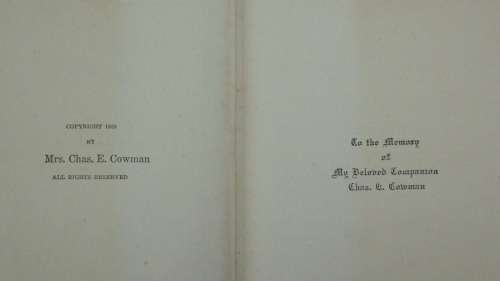 COPYRIGHT
BY
Mrs. Chas. E. Cowman
ALL RIGHTS RESERVED
To the Memory
of
My Beloved Companion
Chas. E. Cowman